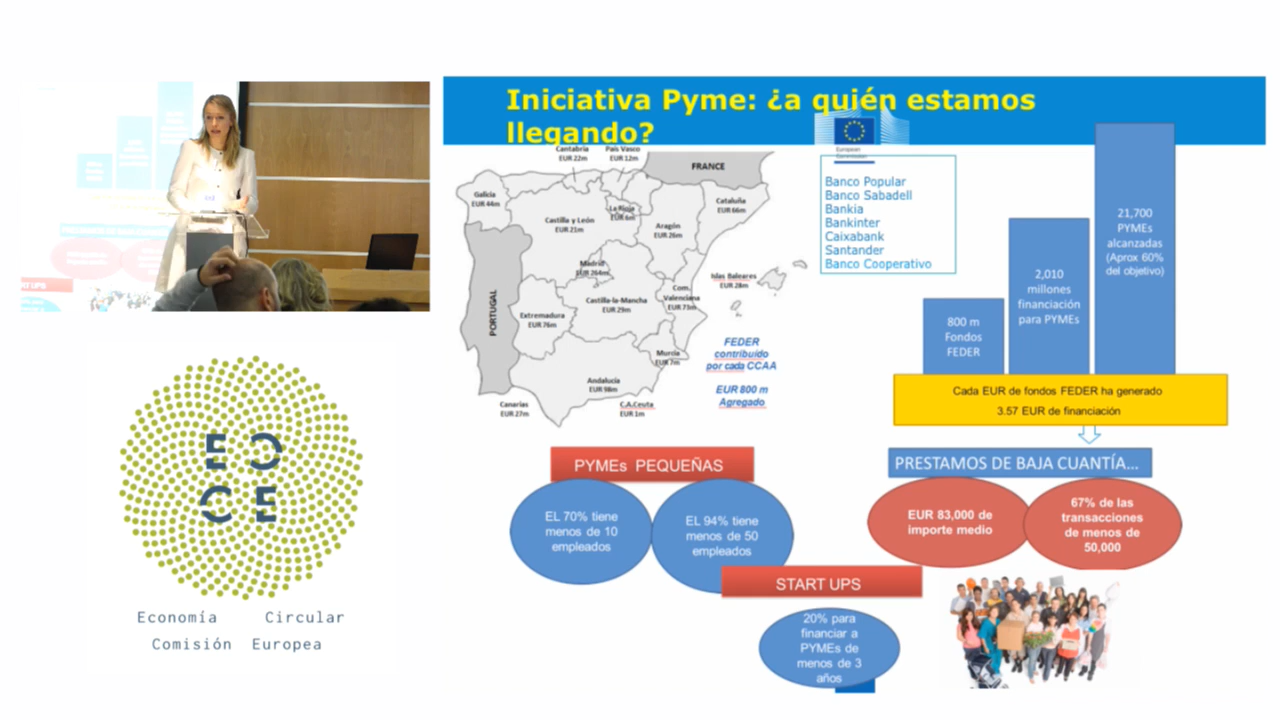 Iniciativa Pyme: ¿a quién estamos
llegando?
European
Commission
Cantabria
EUR 22m
País Vasco
EUR 12m
FRANCE
Galicia
EUR 44m
La Rioja
EUR 6m
Cataluña
EUR 66m
Castilla y León
EUR 21m
Aragón
EUR 26m
Madrid
EUR 264m
Islas Baleares
EUR 28m
Com.
Valenciana
EUR 73m
Castilla-la-Mancha
EUR 29m
PORTUGAL
Extremadura
EUR 76m
Murcia
EUR 7m
Andalucía
EUR 98m
Canarias
EUR 27m
C.A.Ceuta
EUR 1m
FEDER
contribuído
por cada CCAA
EUR 800 m
Agregado
Banco Popular
Banco Sabadell
Bankia
Bankinter
Caixabank
Santander
Banco Cooperativo
800 m
Fondos
FEDER
2,010
millones
financiación
para PYMEs
21,700
PYMEs
alcanzadas
(Aprox 60%
del objetivo)
Cada EUR de fondos FEDER ha generado
3.57 EUR de financiación
PYMEs PEQUEÑAS
EL 70% tiene
menos de 10
empleados
EL 94% tiene
menos de 50
empleados
PRESTAMOS DE BAJA CUANTÍA...
EUR 83,000 de
importe medio
67% de las
transacciones
de menos de
50,000
START UPS
20% para
financiar a
PYMEs de
menos de 3
años
EC
CE
Economía Circular
Comisión Europea